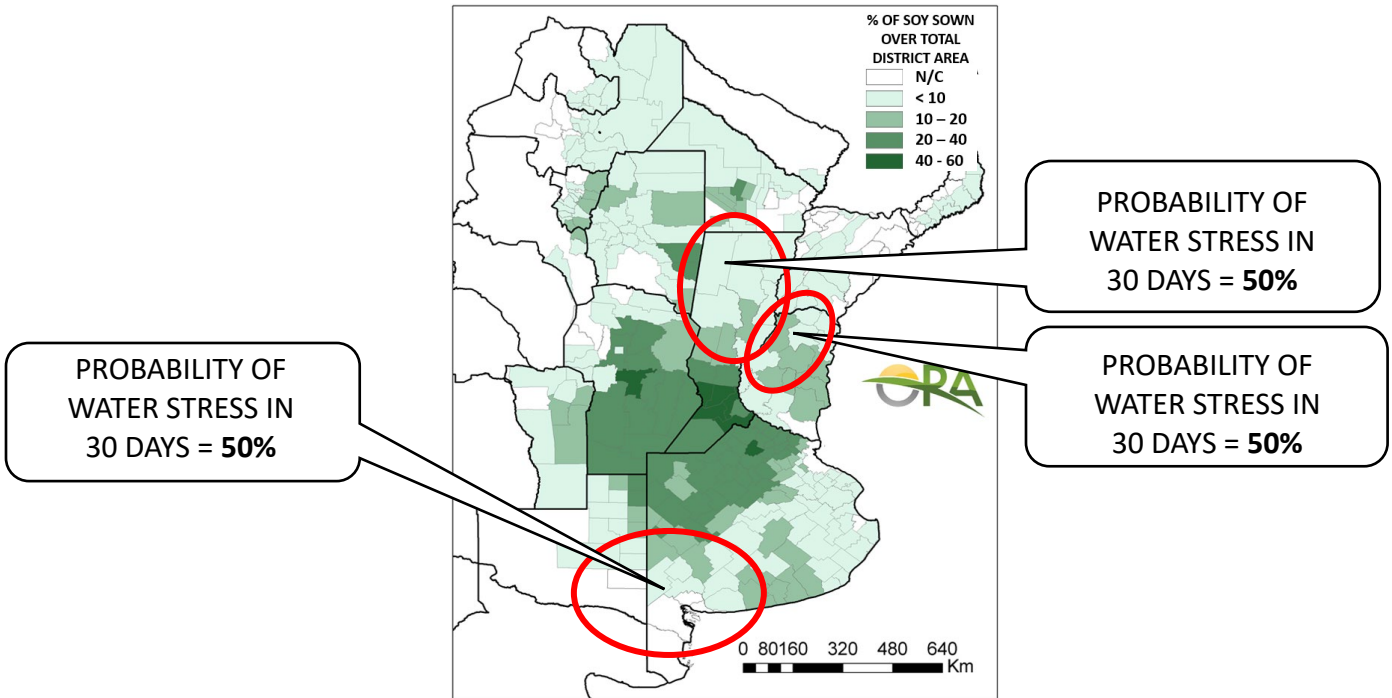 % OF SOY SOWN
OVER TOTAL
DISTRICT AREA
N/C
< 10
10 – 20
20 – 40
40 - 60
PROBABILITY OF
WATER STRESS IN
30 DAYS = 50%
PROBABILITY OF
WATER STRESS IN
30 DAYS = 50%
PROBABILITY OF
WATER STRESS IN
30 DAYS = 50%
ORA
0 80160 320 480 640
Km